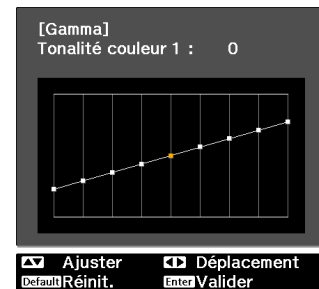 [Gamma]
Tonalité couleur 1 : 0
Ajuster Déplacement
Default Réinit. Enter Valider